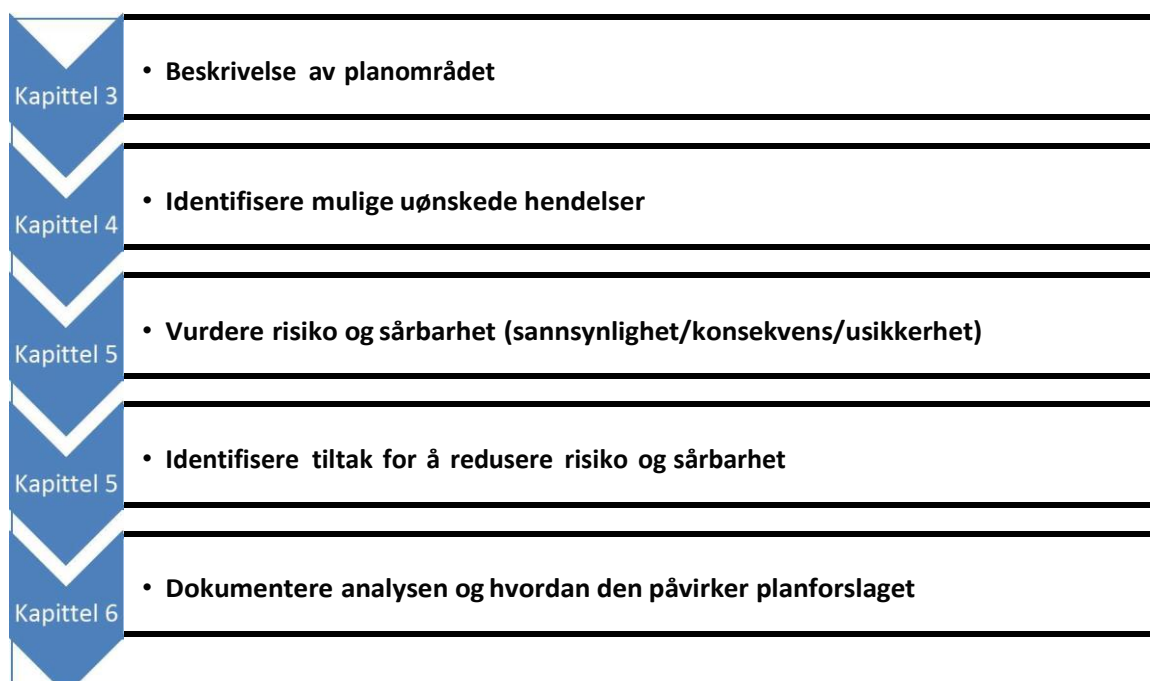 Kapittel 3
• Beskrivelse av planområdet
Kapittel 4
• Identifisere mulige uønskede hendelser
Kapittel 5
• Vurdere risiko og sårbarhet (sannsynlighet/konsekvens/usikkerhet)
Kapittel 5
• Identifisere tiltak for å redusere risiko og sårbarhet
Kapittel 6
• Dokumentere analysen og hvordan den påvirker planforslaget